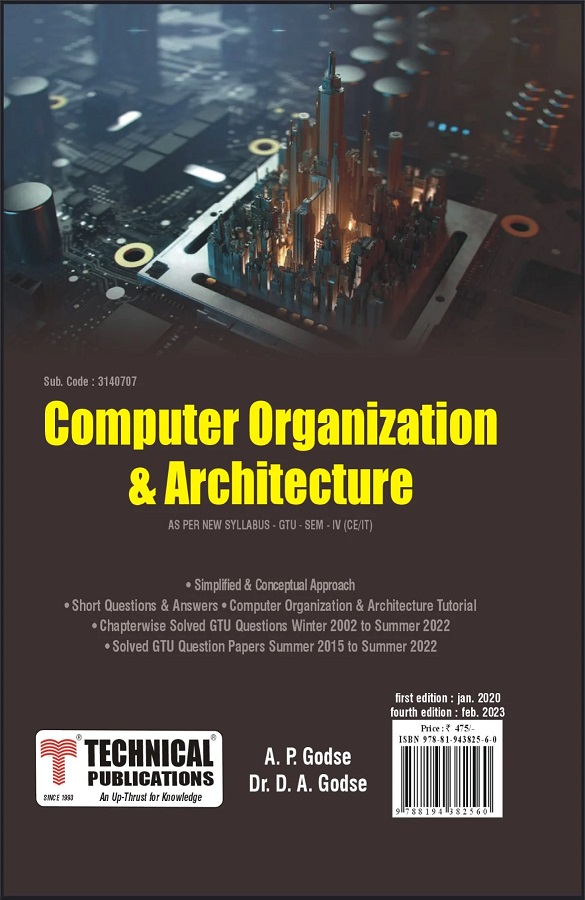 Sub. Code : 3140707
Computer Organization
& Architecture
AS PER NEW SYLLABUS - GTU - SEM - IV (CE/IT)
• Simplified & Conceptual Approach
• Short Questions & Answers • Computer Organization & Architecture Tutorial
• Chapterwise Solved GTU Questions Winter 2002 to Summer 2022
• Solved GTU Question Papers Summer 2015 to Summer 2022
first edition : jan. 2020
fourth edition : feb. 2023
Price : ₹ 475/-
ISBN 978-81-943825-6-0
9 788194 382560
® TECHNICAL ®
PUBLICATIONS
SINCE 1993 An Up-Thrust for Knowledge
A. P. Godse
Dr. D. A. Godse